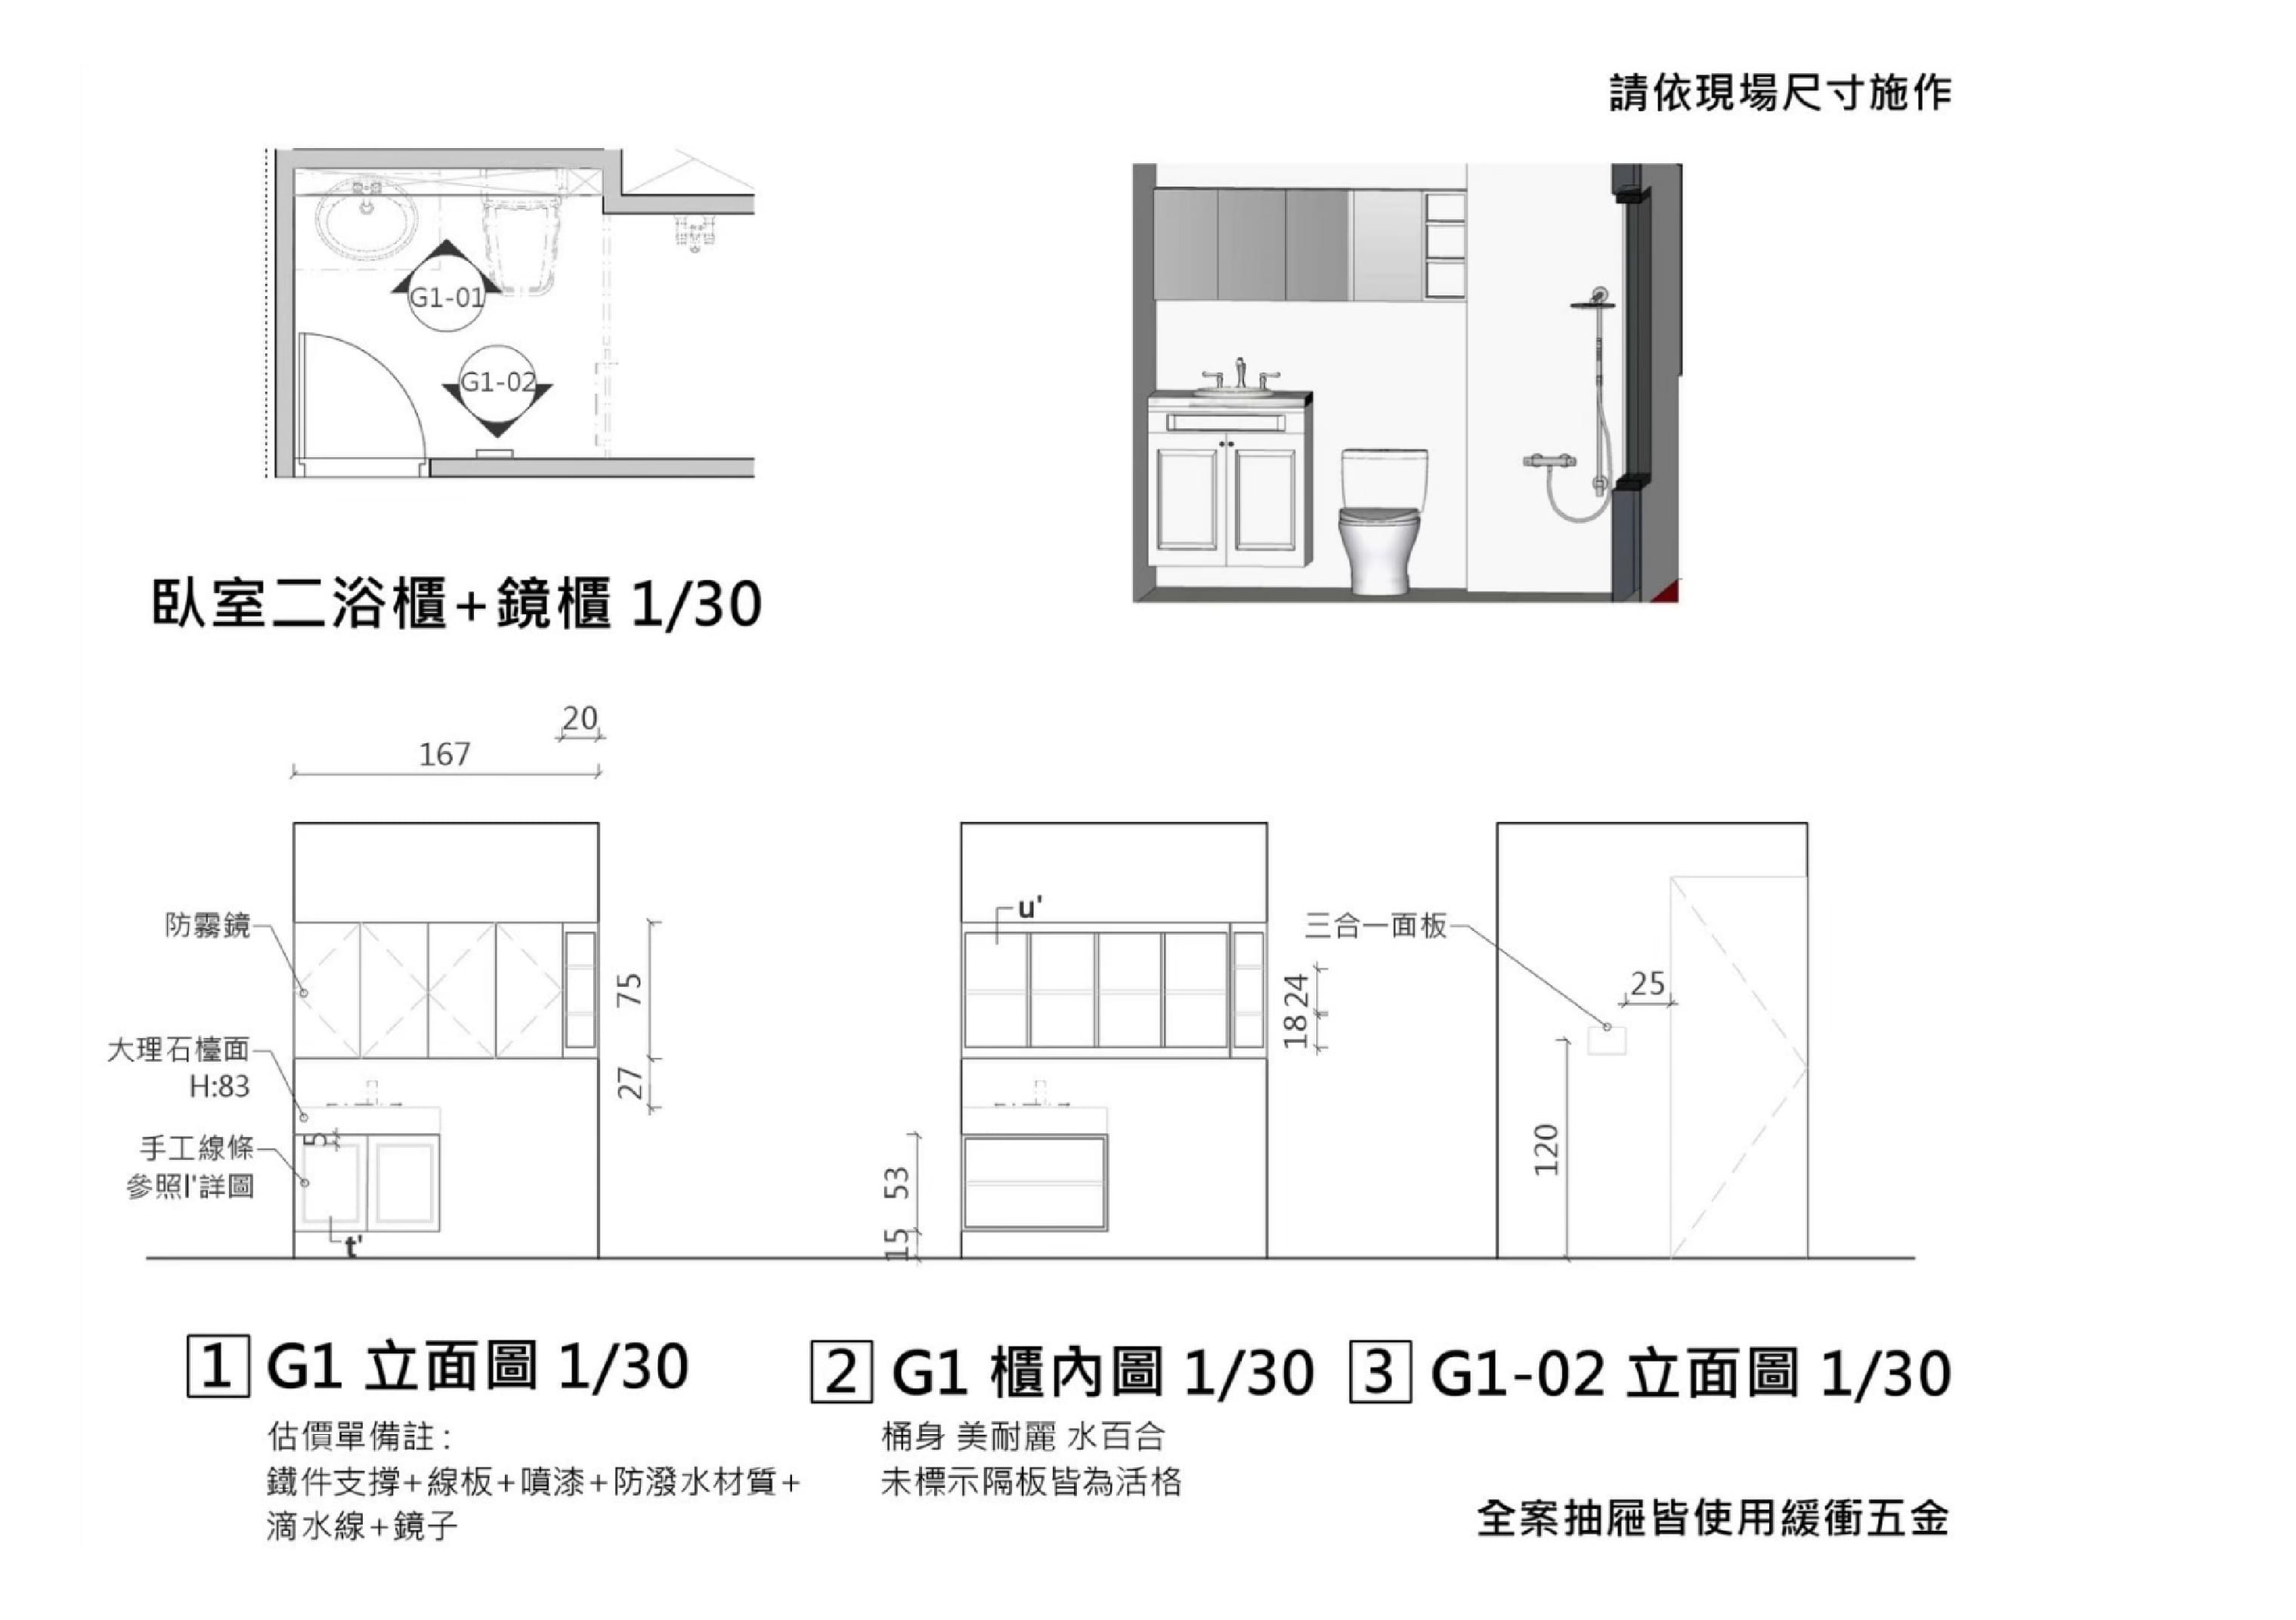 請依現場尺寸施作
G1-01
G1-02
臥室二浴櫃+鏡櫃 1/30
20
167
防霧鏡
大理石檯面
H:83
手工線條
參照l'詳圖
75
27
5
t'
u'
24
18
53
15
三合一面板
25
120
1 G1 立面圖 1/30
估價單備註:
鐵件支撐+線板+噴漆+防潑水材質+
滴水線+鏡子
2 G1 櫃內圖 1/30
桶身 美耐麗 水百合
未標示隔板皆為活格
3 G1-02 立面圖 1/30
全案抽屜皆使用緩衝五金